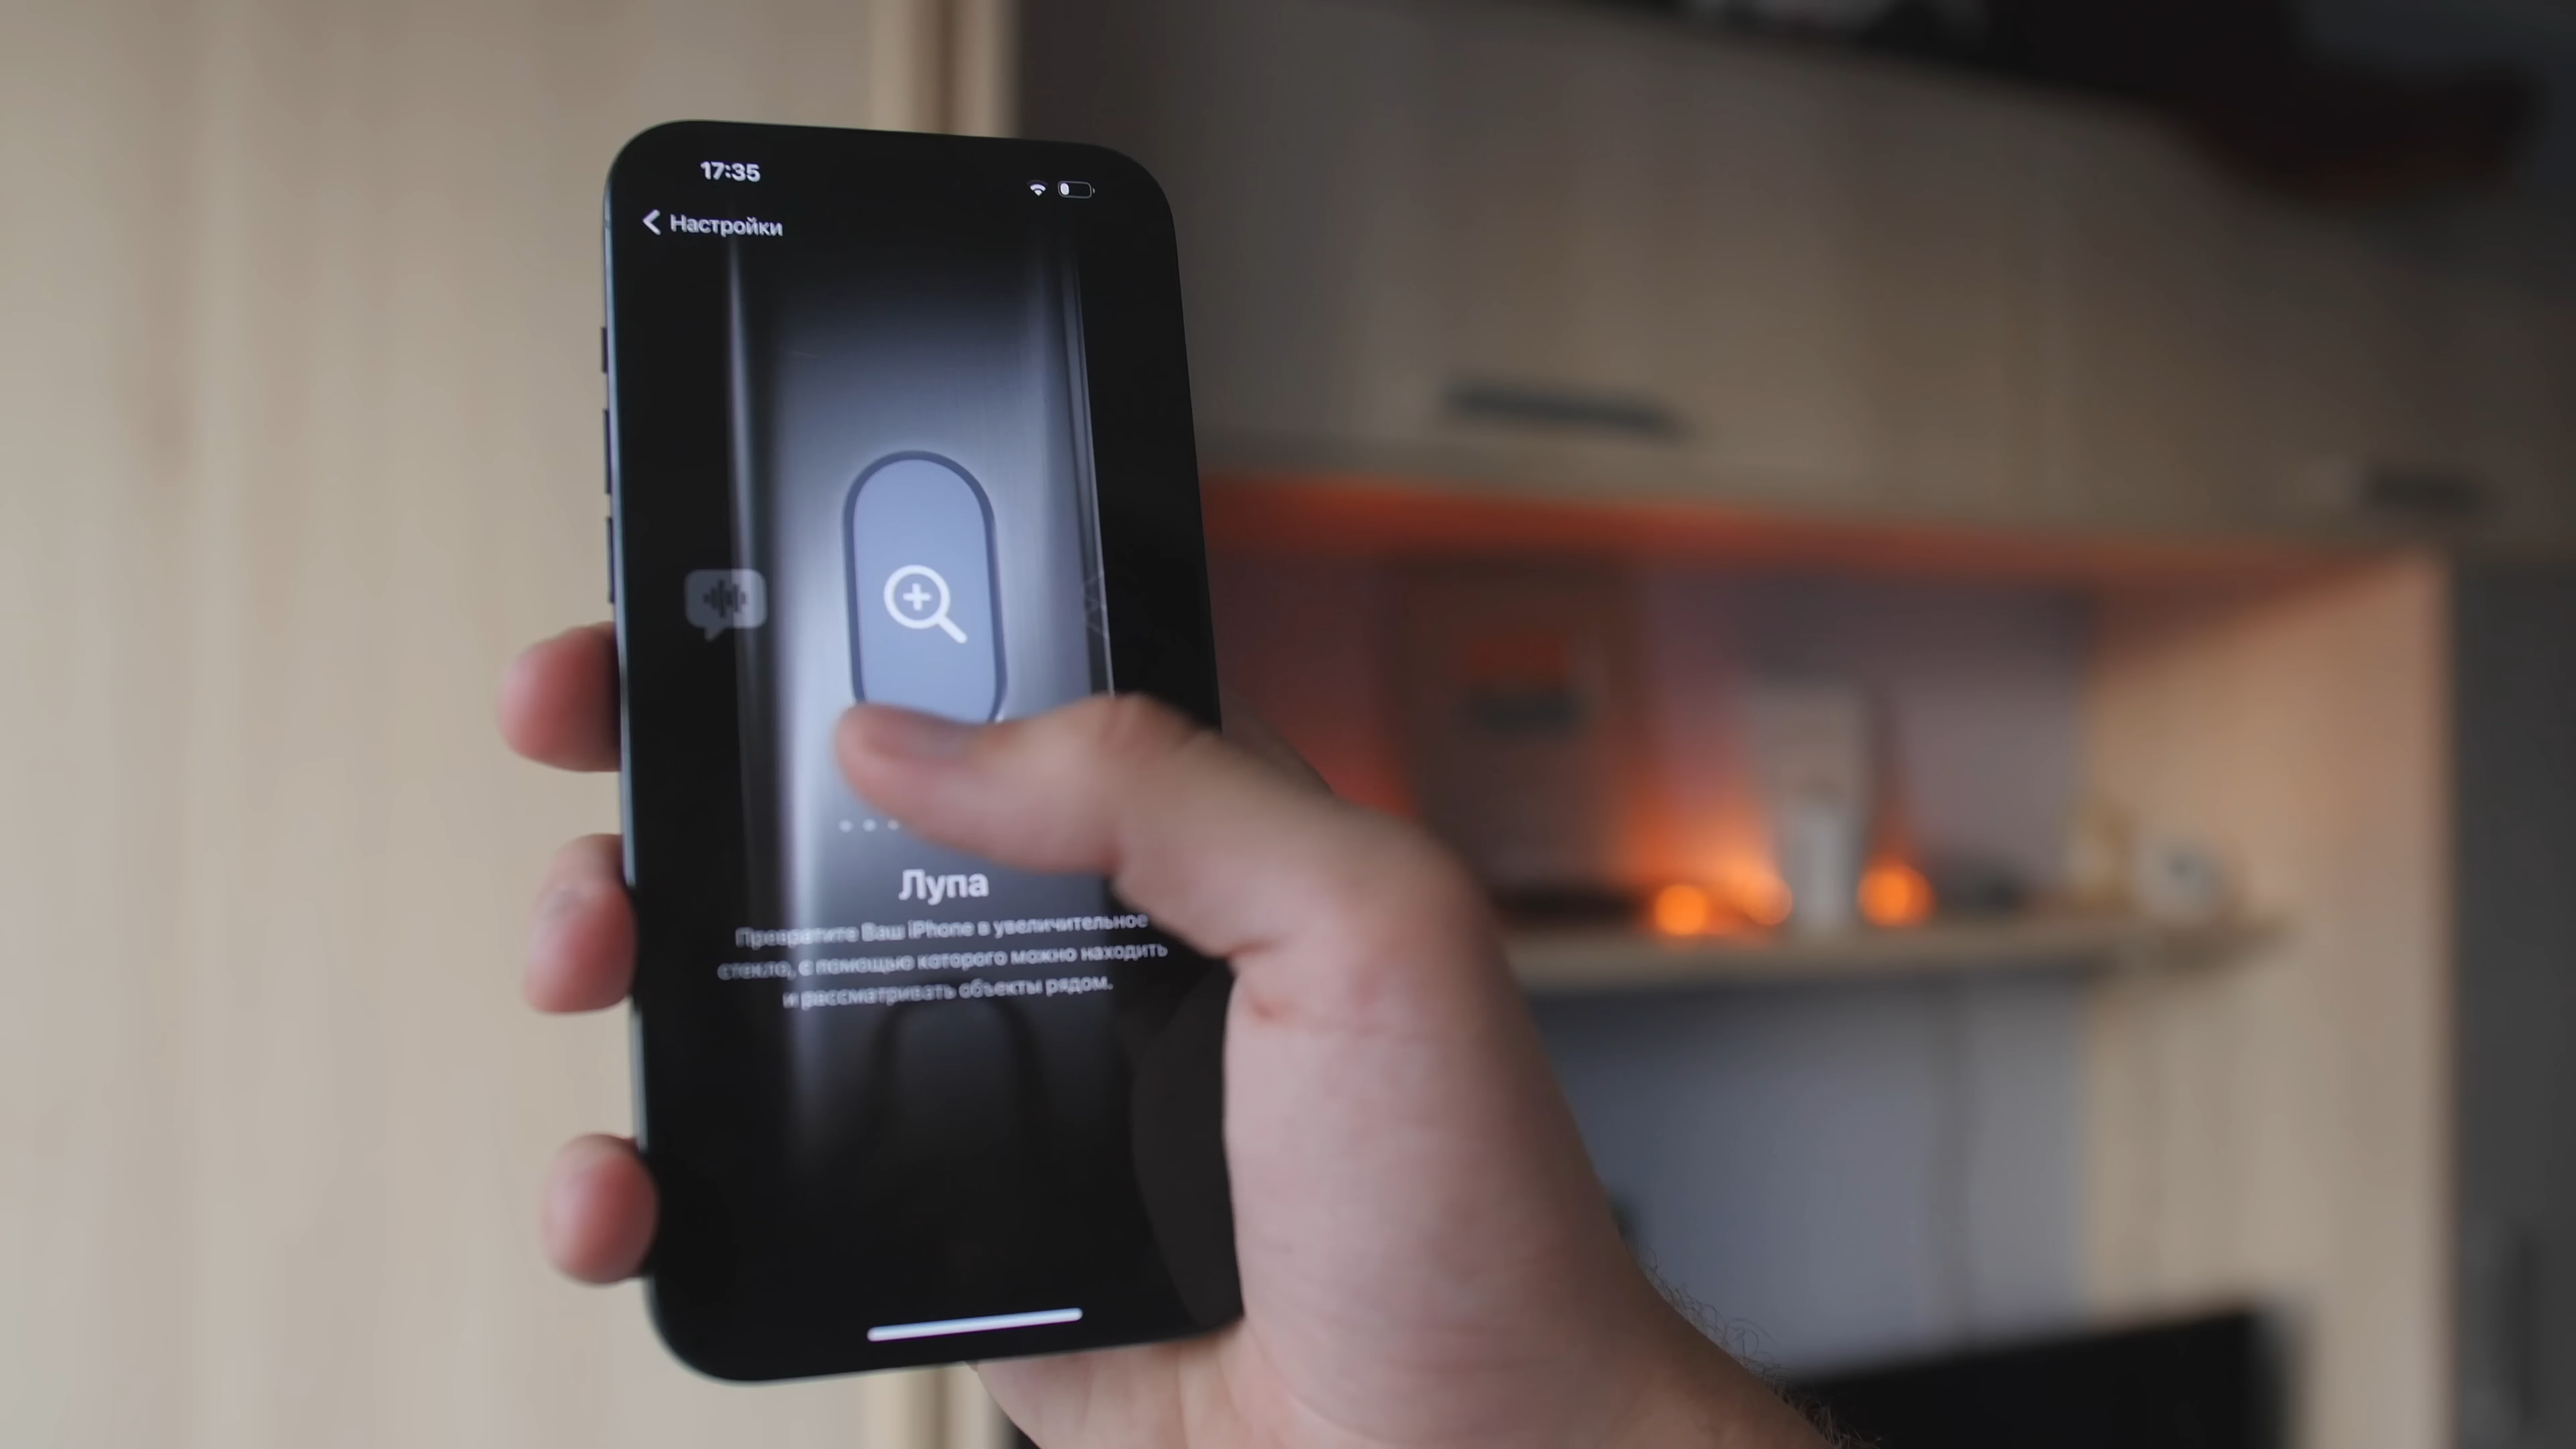 17:35
Настройки
Лупа
Превратите Ваш iPhone в увеличительное
стекло, с помощью которого можно находить
и рассматривать объекты рядом.